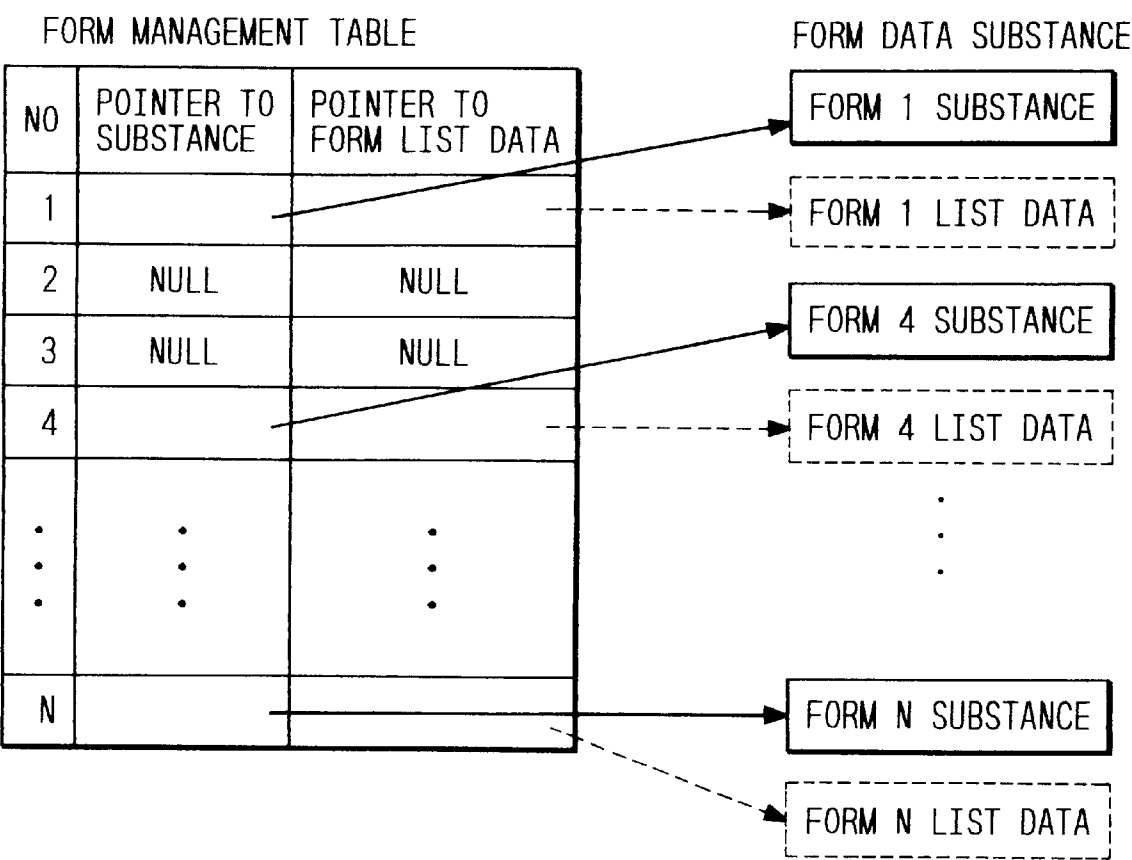 FORM MANAGEMENT TABLE
FORM DATA SUBSTANCE
NO
POINTER TO
SUBSTANCE
POINTER TO
FORM LIST DATA
1
2 NULL NULL
3 NULL NULL
4
N
FORM 1 SUBSTANCE
FORM 1 LIST DATA
FORM 4 SUBSTANCE
FORM 4 LIST DATA
FORM N SUBSTANCE
FORM N LIST DATA